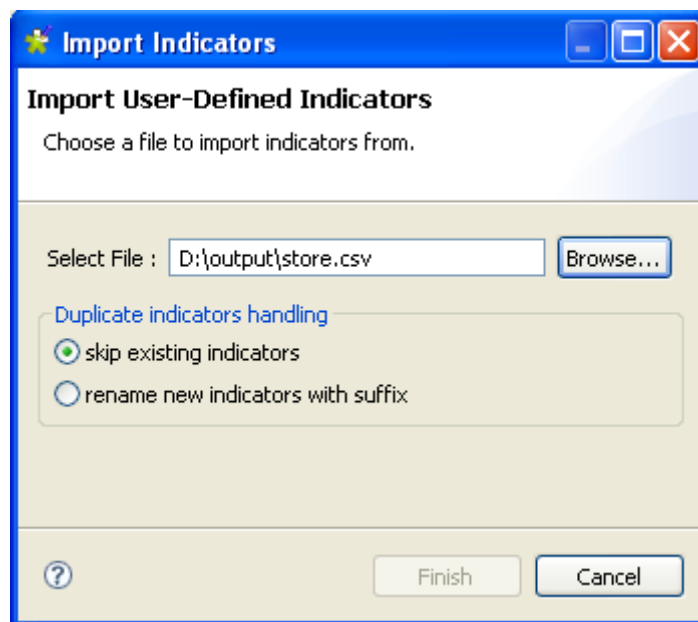 Import Indicators
Import User-Defined Indicators
Choose a file to import indicators from.
Select File : D:\output\store.csv Browse...
Duplicate indicators handling
skip existing indicators
rename new indicators with suffix
? Finish Cancel